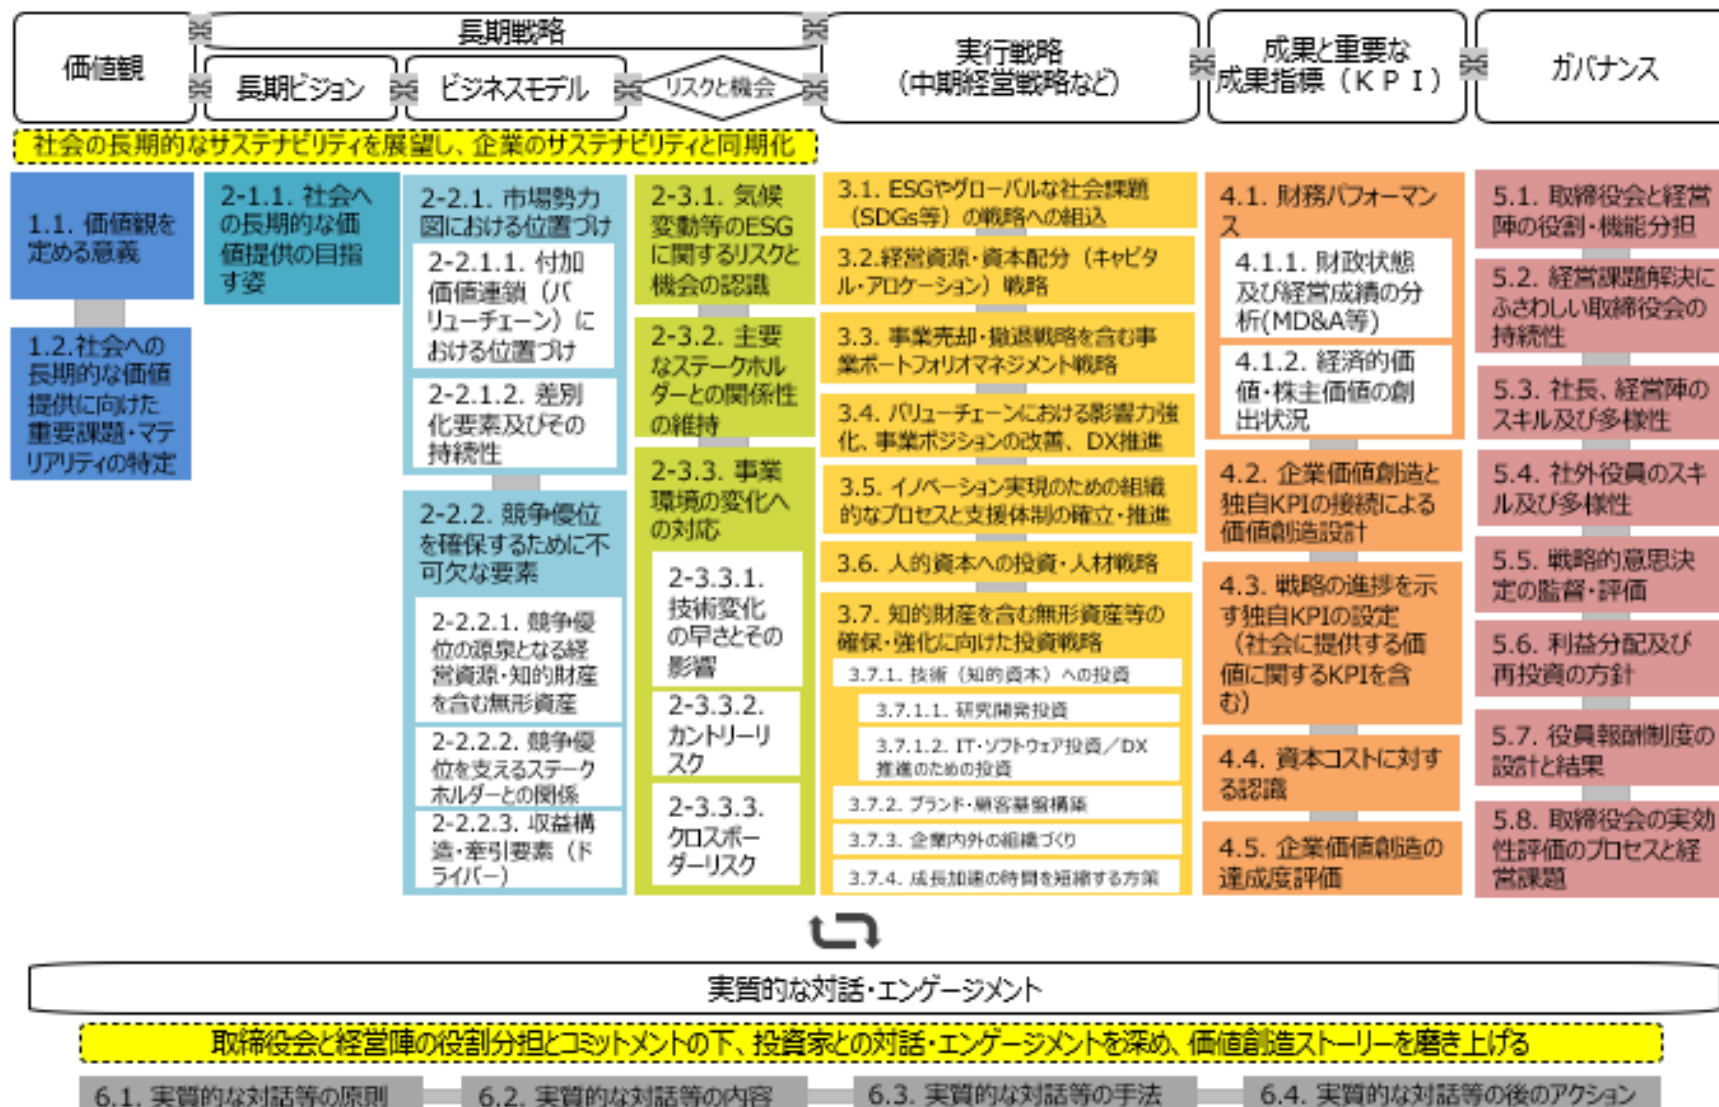 価値観
長期戦略
長期ビジョン
ビジネスモデル
リスクと機会
実行戦略
（中期経営戦略など）
成果と重要な
成果指標（ＫＰＩ）
ガバナンス
社会の長期的なサステナビリティを展望し、企業のサステナビリティと同期化
1.1. 価値観を
定める意義
1.2.社会への
長期的な価値
提供に向けた
重要課題・マテ
リアリティの特定
2-1.1. 社会へ
の長期的な価
値提供の目指
す姿
2-2.1. 市場勢力
図における位置づけ
2-2.1.1. 付加
価値連鎖（バ
リューチェーン）に
おける位置づけ
2-2.1.2. 差別
化要素及びその
持続性
2-2.2. 競争優位
を確保するために不
可欠な要素
2-2.2.1. 競争優
位の源泉となる経
営資源・知的財産
を含む無形資産
2-2.2.2. 競争優
位を支えるステーク
ホルダーとの関係
2-2.2.3. 収益構
造・牽引要素（ド
ライバー）
2-3.1. 気候
変動等のESG
に関するリスクと
機会の認識
2-3.2. 主要
なステークホル
ダーとの関係性
の維持
2-3.3. 事業
環境の変化へ
の対応
2-3.3.1.
技術変化
の早さとその
影響
2-3.3.2.
カントリーリ
スク
2-3.3.3.
クロスボー
ダーリスク
3.1. ESGやグローバルな社会課題
（SDGs等）の戦略への組込
3.2.経営資源・資本配分（キャピタ
ル・アロケーション）戦略
3.3. 事業売却・撤退戦略を含む事
業ポートフォリオマネジメント戦略
3.4. バリューチェーンにおける影響力強
化、事業ポジションの改善、DX推進
3.5. イノベーション実現のための組織
的なプロセスと支援体制の確立・推進
3.6. 人的資本への投資・人材戦略
3.7. 知的財産を含む無形資産等の
確保・強化に向けた投資戦略
3.7.1. 技術（知的資本）への投資
3.7.1.1. 研究開発投資
3.7.1.2. IT・ソフトウェア投資／DX
推進のための投資
3.7.2. ブランド・顧客基盤構築
3.7.3. 企業内外の組織づくり
3.7.4. 成長加速の時間を短縮する方策
4.1. 財務パフォーマン
ス
4.1.1. 財政状態
及び経営成績の分
析(MD&A等)
4.1.2. 経済的価
値・株主価値の創
出状況
4.2. 企業価値創造と
独自KPIの接続による
価値創造設計
4.3. 戦略の進捗を示
す独自KPIの設定
（社会に提供する価
値に関するKPIを含
む）
4.4. 資本コストに対す
る認識
4.5. 企業価値創造の
達成度評価
5.1. 取締役会と経営
陣の役割・機能分担
5.2. 経営課題解決に
ふさわしい取締役会の
持続性
5.3. 社長、経営陣の
スキル及び多様性
5.4. 社外役員のスキ
ル及び多様性
5.5. 戦略的意思決
定の監督・評価
5.6. 利益分配及び
再投資の方針
5.7. 役員報酬制度の
設計と結果
5.8. 取締役会の実効
性評価のプロセスと経
営課題
実質的な対話・エンゲージメント
取締役会と経営陣の役割分担とコミットメントの下、投資家との対話・エンゲージメントを深め、価値創造ストーリーを磨き上げる
6.1. 実質的な対話等の原則
6.2. 実質的な対話等の内容
6.3. 実質的な対話等の手法
6.4. 実質的な対話等の後のアクション